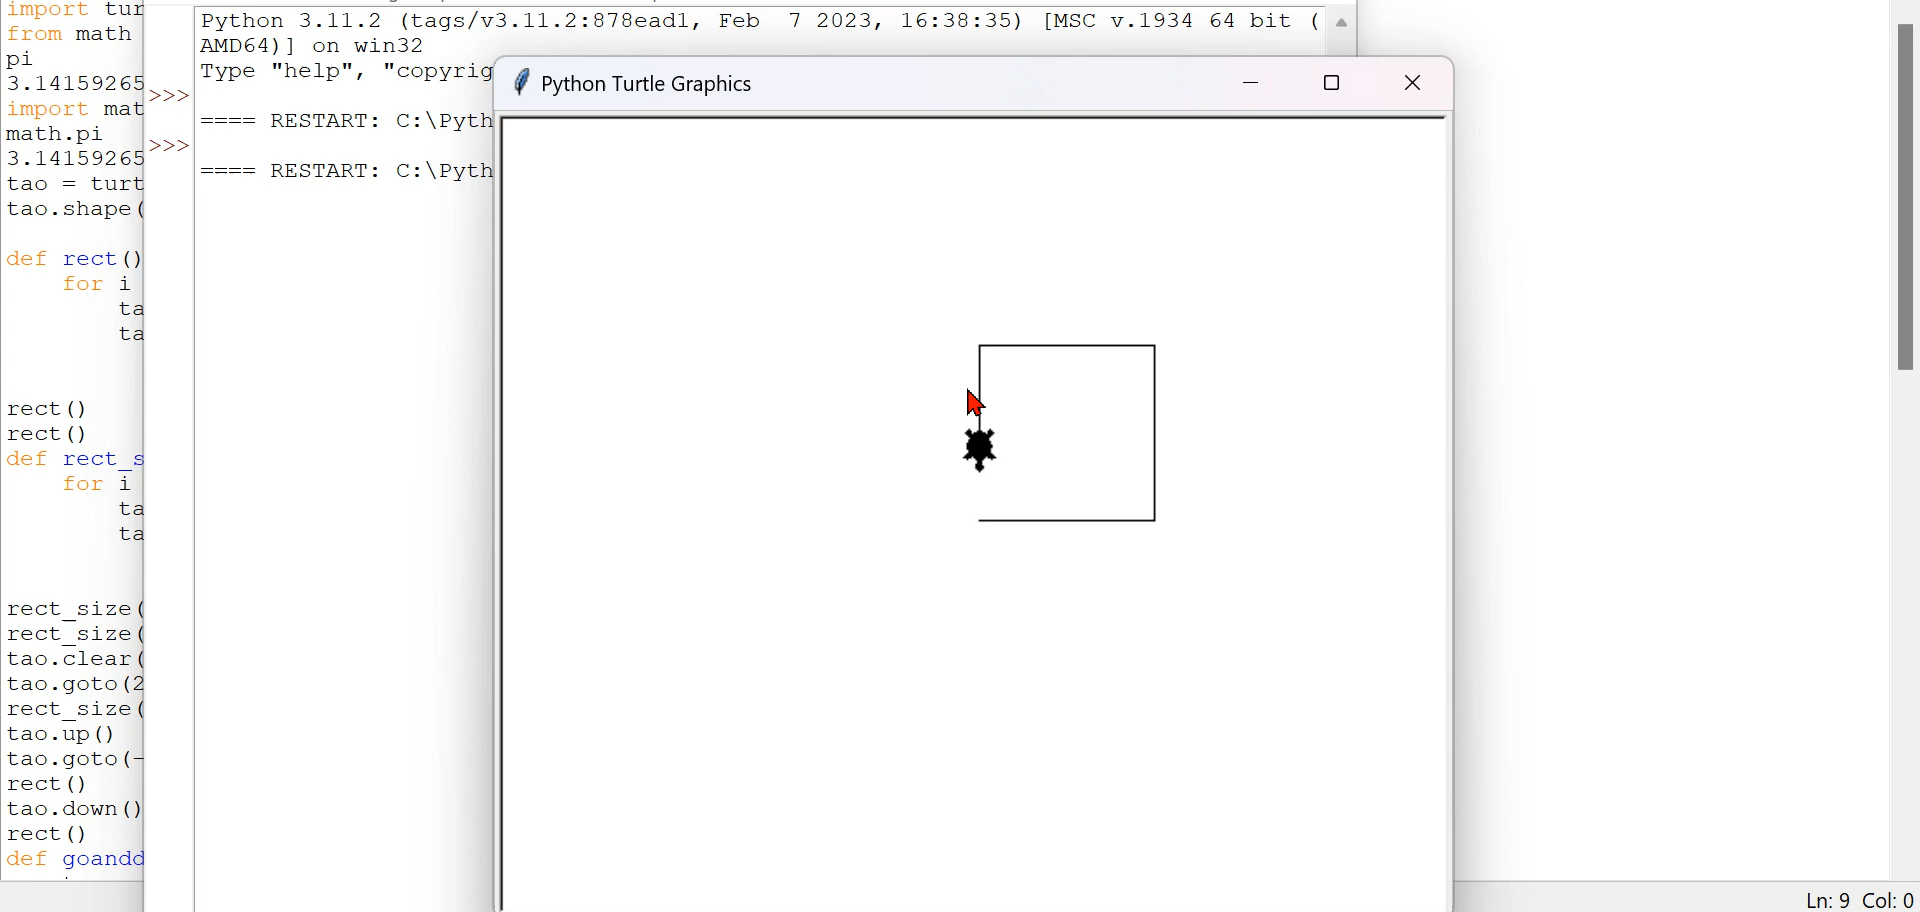 import tur
from math
pi
3.14159265
import mat
math.pi
3.14159265
tao = turt
tao.shape(
def rect()
for i
ta
ta
rect()
rect()
def rect_s
for i
ta
ta
rect_size(
rect_size(
tao.clear(
tao.goto(2
rect_size(
tao.up()
tao.goto(-
rect()
tao.down()
rect()
def goandd
Python 3.11.2 (tags/v3.11.2:878ead1, Feb  7 2023, 16:38:35) [MSC v.1934 64 bit (
AMD64)] on win32
Type "help", "copyrig
>>>
==== RESTART: C:\Pyth
>>>
==== RESTART: C:\Pyth
Python Turtle Graphics
Ln: 9 Col: 0